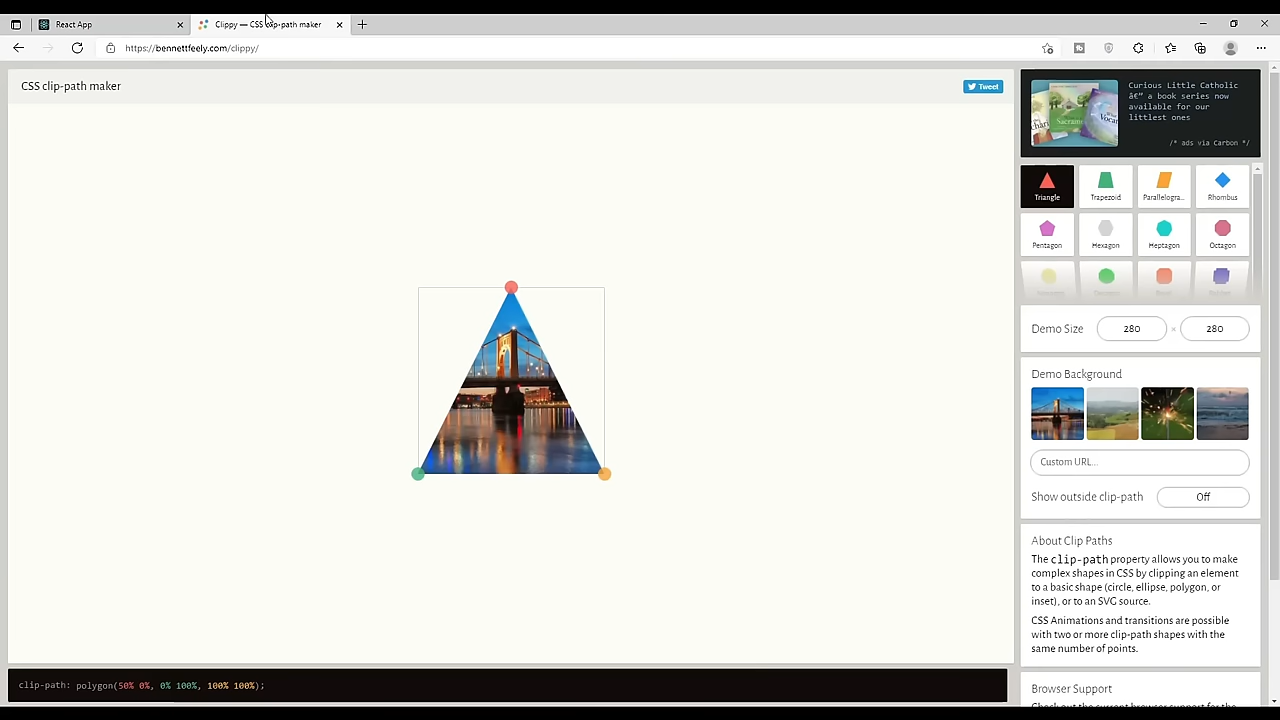 React App
Clippy — CSS clip-path maker
https://bennettfeely.com/clippy/
CSS clip-path maker
Tweet
Curious Little Catholic
â€” a book series now
available for our
littlest ones
/* ads via Carbon */
Triangle
Trapezoid
Parallelogra...
Rhombus
Pentagon
Hexagon
Heptagon
Octagon
Demo Size
280
×
280
Demo Background
Custom URL...
Show outside clip-path
Off
About Clip Paths
The clip-path property allows you to make
complex shapes in CSS by clipping an element
to a basic shape (circle, ellipse, polygon, or
inset), or to an SVG source.
CSS Animations and transitions are possible
with two or more clip-path shapes with the
same number of points.
Browser Support
clip-path: polygon(50% 0%, 0% 100%, 100% 100%);